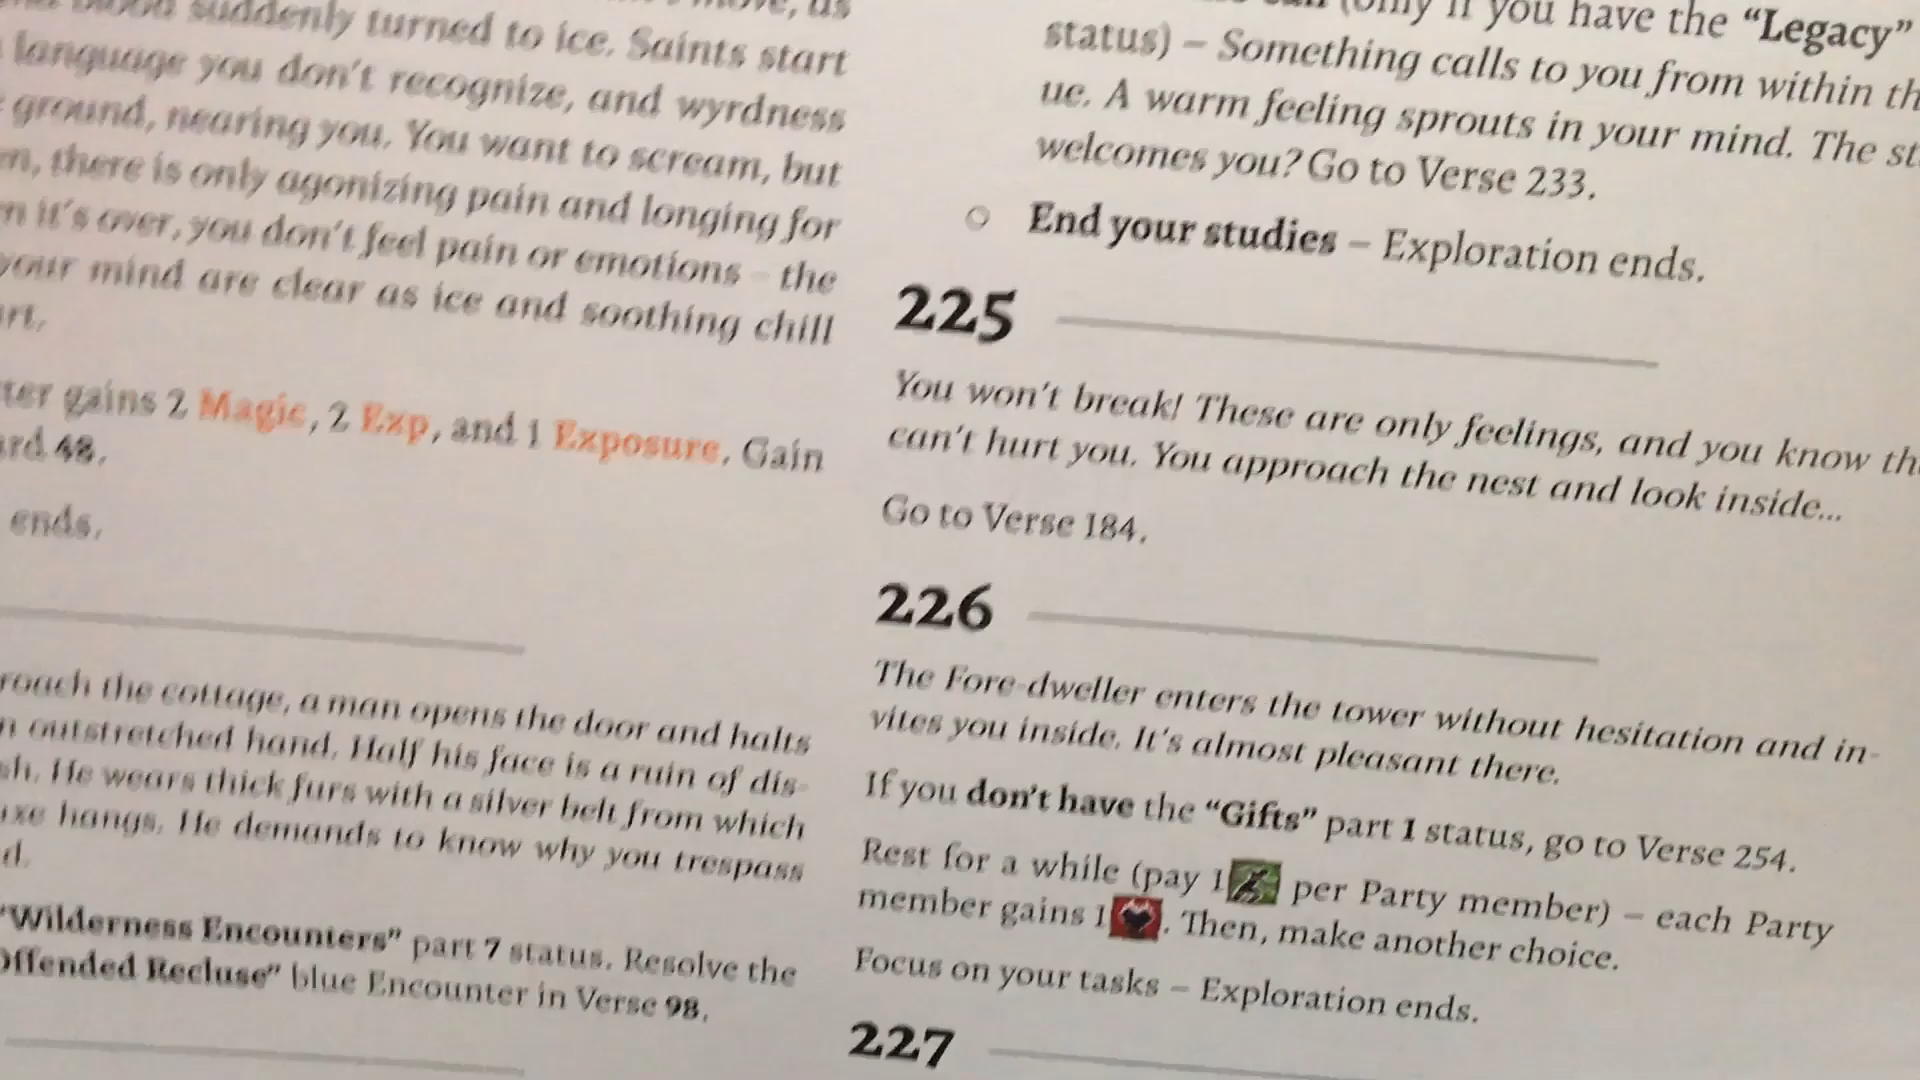 suddenly turned to ice. Saints start
language you don't recognize, and wyrdness
ground, nearing you. You want to scream, but
there is only agonizing pain and longing for
it's over, you don't feel pain or emotions – the
your mind are clear as ice and soothing chill
gains 2 Magic, 2 Exp, and 1 Exposure. Gain
48.
ends.
the cottage, a man opens the door and halts
outstretched hand. Half his face is a ruin of dis-
He wears thick furs with a silver belt from which
hangs. He demands to know why you trespass
"Wilderness Encounters" part 7 status. Resolve the
Offended Recluse" blue Encounter in Verse 98.
(only if you have the "Legacy"
status) – Something calls to you from within th
ue. A warm feeling sprouts in your mind. The st
welcomes you? Go to Verse 233.
End your studies – Exploration ends.
225
You won't break! These are only feelings, and you know th
can't hurt you. You approach the nest and look inside...
Go to Verse 184.
226
The Fore-dweller enters the tower without hesitation and in-
vites you inside. It's almost pleasant there.
If you don't have the "Gifts" part 1 status, go to Verse 254.
Rest for a while (pay 1 per Party member) – each Party
member gains 1 . Then, make another choice.
Focus on your tasks – Exploration ends.
227